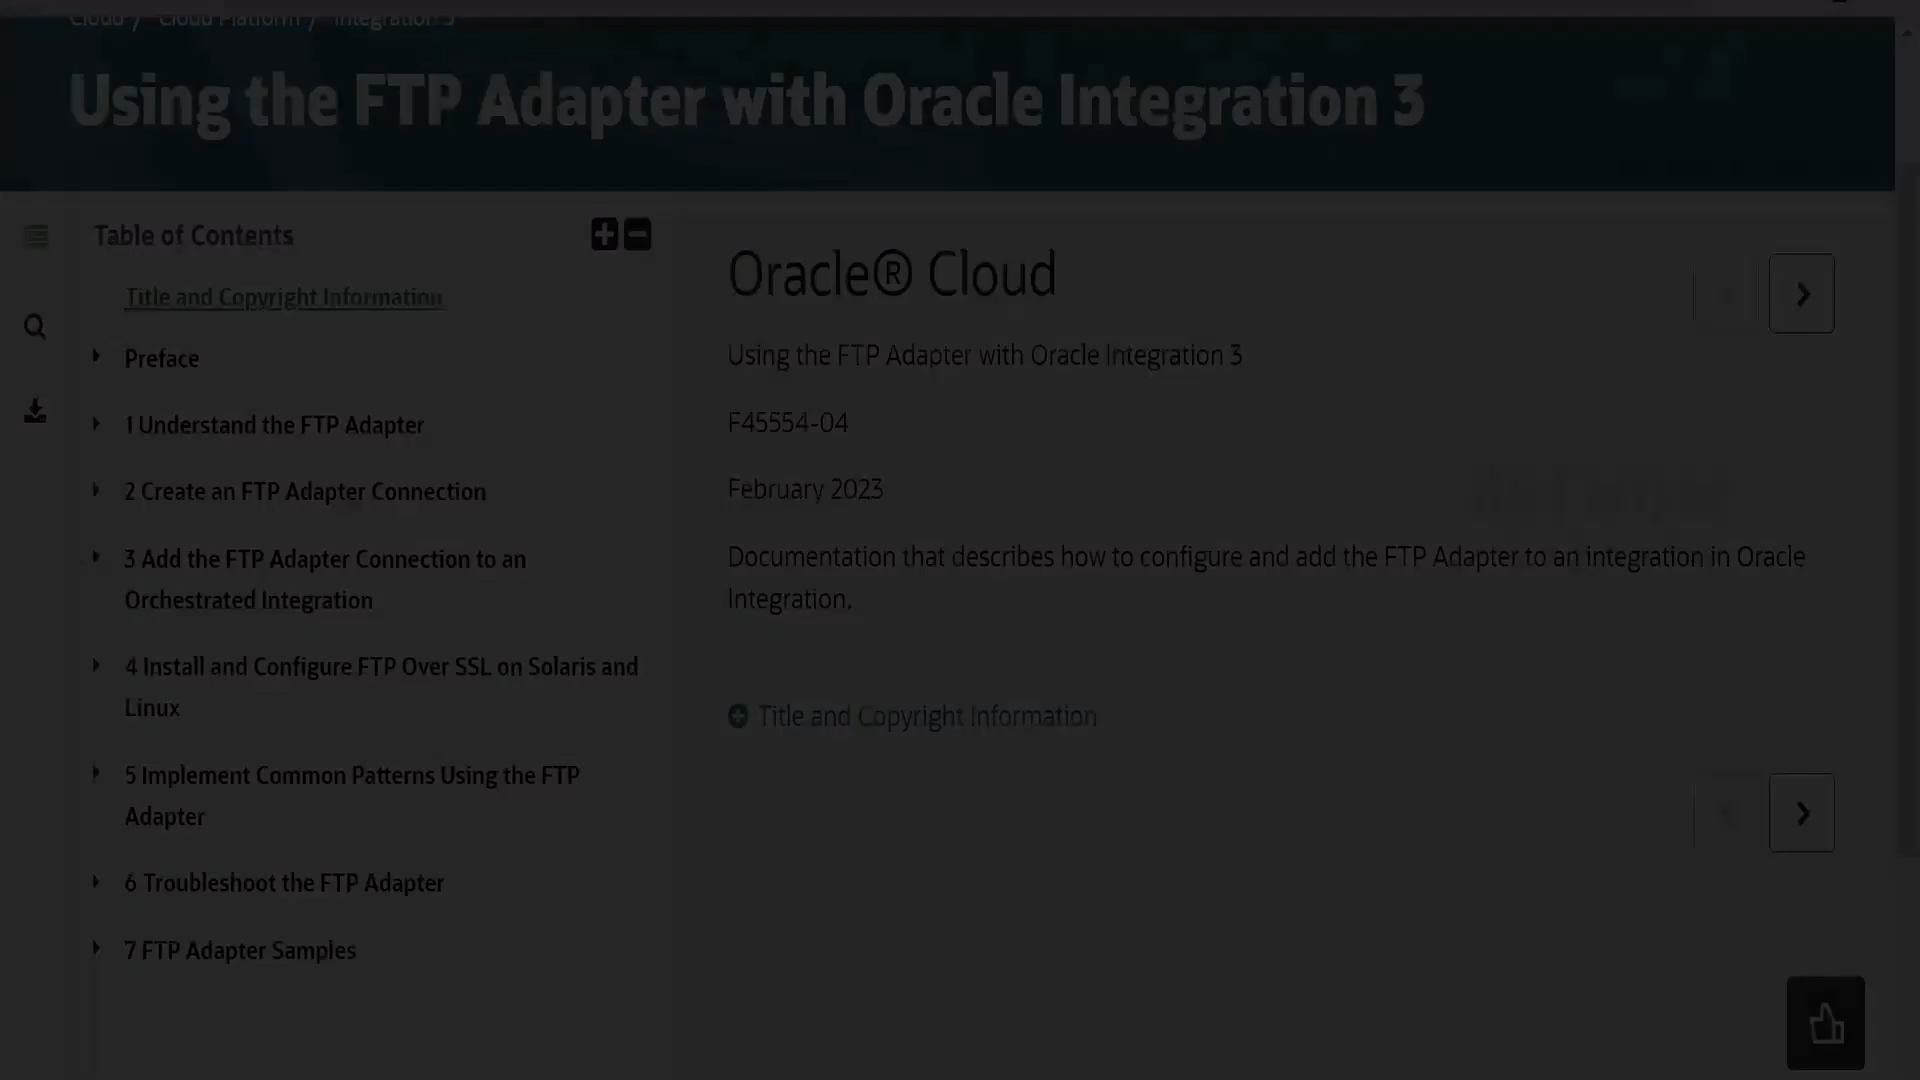 Cloud / Cloud Platform / Integration 3
Using the FTP Adapter with Oracle Integration 3
Table of Contents
Title and Copyright Information
Preface
1 Understand the FTP Adapter
2 Create an FTP Adapter Connection
3 Add the FTP Adapter Connection to an
Orchestrated Integration
4 Install and Configure FTP Over SSL on Solaris and
Linux
5 Implement Common Patterns Using the FTP
Adapter
6 Troubleshoot the FTP Adapter
7 FTP Adapter Samples
Oracle® Cloud
Using the FTP Adapter with Oracle Integration 3
F45554-04
February 2023
Documentation that describes how to configure and add the FTP Adapter to an integration in Oracle
Integration.
Title and Copyright Information